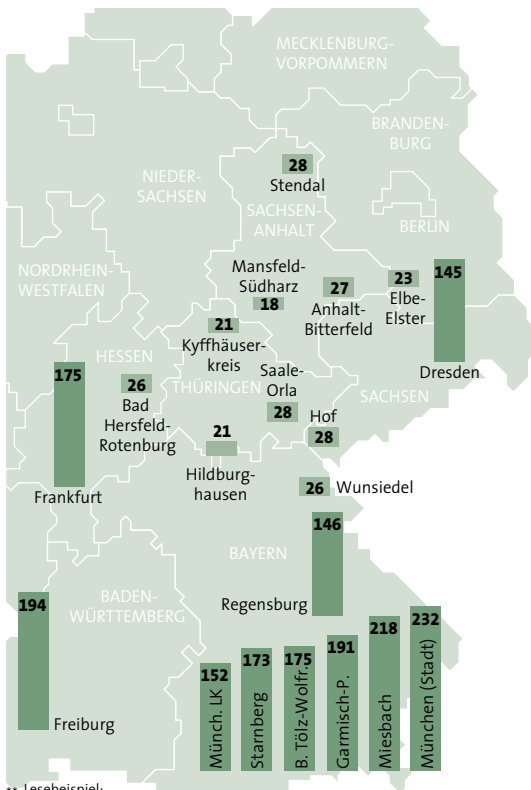 MECKLENBURG-
VORPOMMERN
BRANDEN-
BURG
NIEDER-
SACHSEN
28
Stendal
SACHSEN-
ANHALT
BERLIN
NORDRHEIN-
WESTFALEN
Mansfeld-
Südharz
18
27
Anhalt-
Bitterfeld
23
Elbe-
Elster
145
Dresden
21
Kyffhäuser-
kreis
HESSEN
175
Frankfurt
26
Bad
Hersfeld-
Rotenburg
THÜRINGEN
Saale-
Orla
28
SACHSEN
Hof
28
21
Hildburg-
hausen
26 Wunsiedel
BAYERN
146
Regensburg
BADEN-
WÜRTTEMBERG
194
Freiburg
152
Münch. LK
173
Starnberg
175
B. Tölz-Wolfr.
191
Garmisch-P.
218
Miesbach
232
München (Stadt)
** Lesebeispiel: